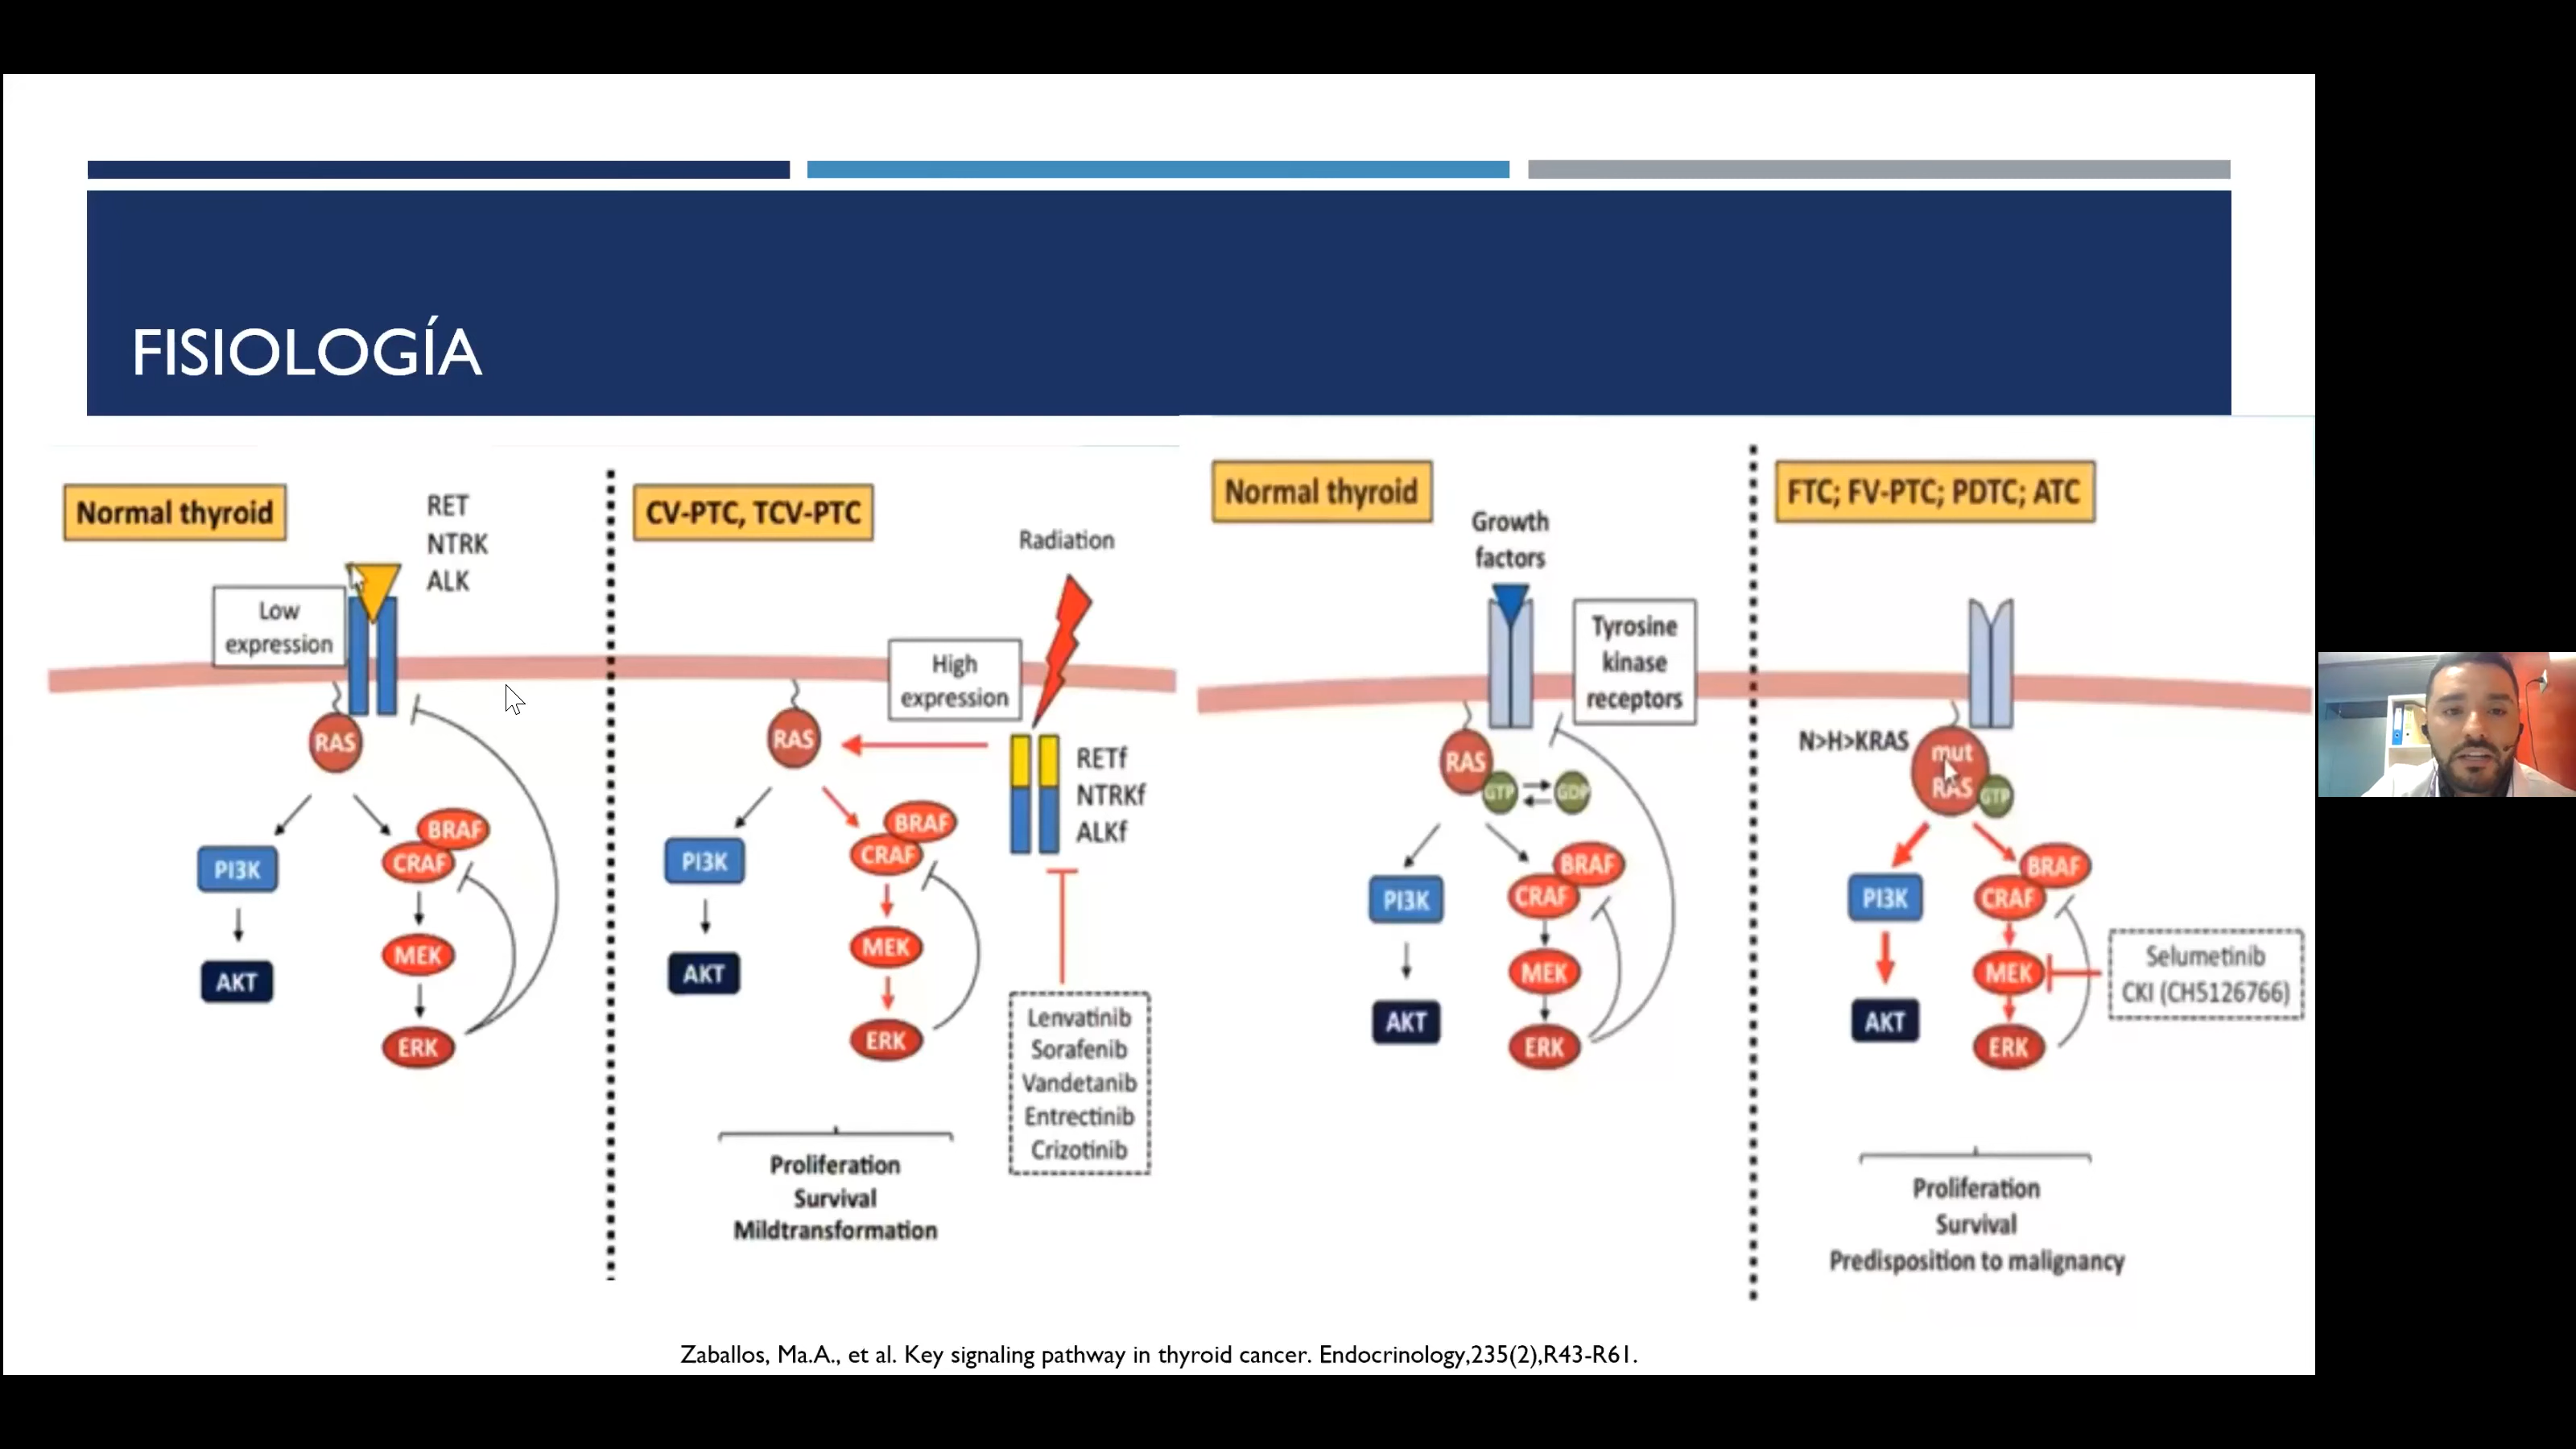 FISIOLOGÍA
Normal thyroid
RET
NTRK
ALK
Low
expression
RAS
BRAF
CRAF
PI3K
MEK
AKT
ERK
CV-PTC, TCV-PTC
Radiation
High
expression
RAS
RETf
NTRKf
ALKf
BRAF
CRAF
PI3K
MEK
AKT
ERK
Lenvatinib
Sorafenib
Vandetanib
Entrectinib
Crizotinib
Proliferation
Survival
Mildtransformation
Normal thyroid
Growth
factors
Tyrosine
kinase
receptors
RAS
GTP
GDP
BRAF
CRAF
PI3K
MEK
AKT
ERK
FTC; FV-PTC; PDTC; ATC
N>H>KRAS
mut
RAS
GTP
BRAF
CRAF
PI3K
MEK
AKT
ERK
Selumetinib
CKI (CH5126766)
Proliferation
Survival
Predisposition to malignancy
Zaballos, Ma.A., et al. Key signaling pathway in thyroid cancer. Endocrinology,235(2),R43-R61.